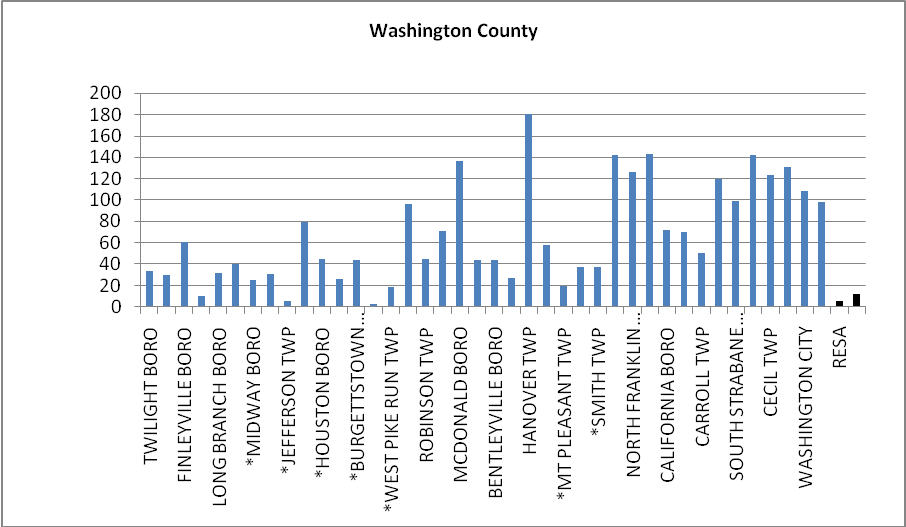 Washington County
200
180
160
140
120
100
80
60
40
20
0
TWILIGHT BORO
FINLEYVILLE BORO
LONG BRANCH BORO
*MIDWAY BORO
*JEFFERSON TWP
*HOUSTON BORO
*BURGETTSTOWN...
*WEST PIKE RUN TWP
ROBINSON TWP
MCDONALD BORO
BENTLEYVILLE BORO
HANOVER TWP
*MT PLEASANT TWP
*SMITH TWP
NORTH FRANKLIN...
CALIFORNIA BORO
CARROLL TWP
SOUTH STRABANE...
CECIL TWP
WASHINGTON CITY
RESA